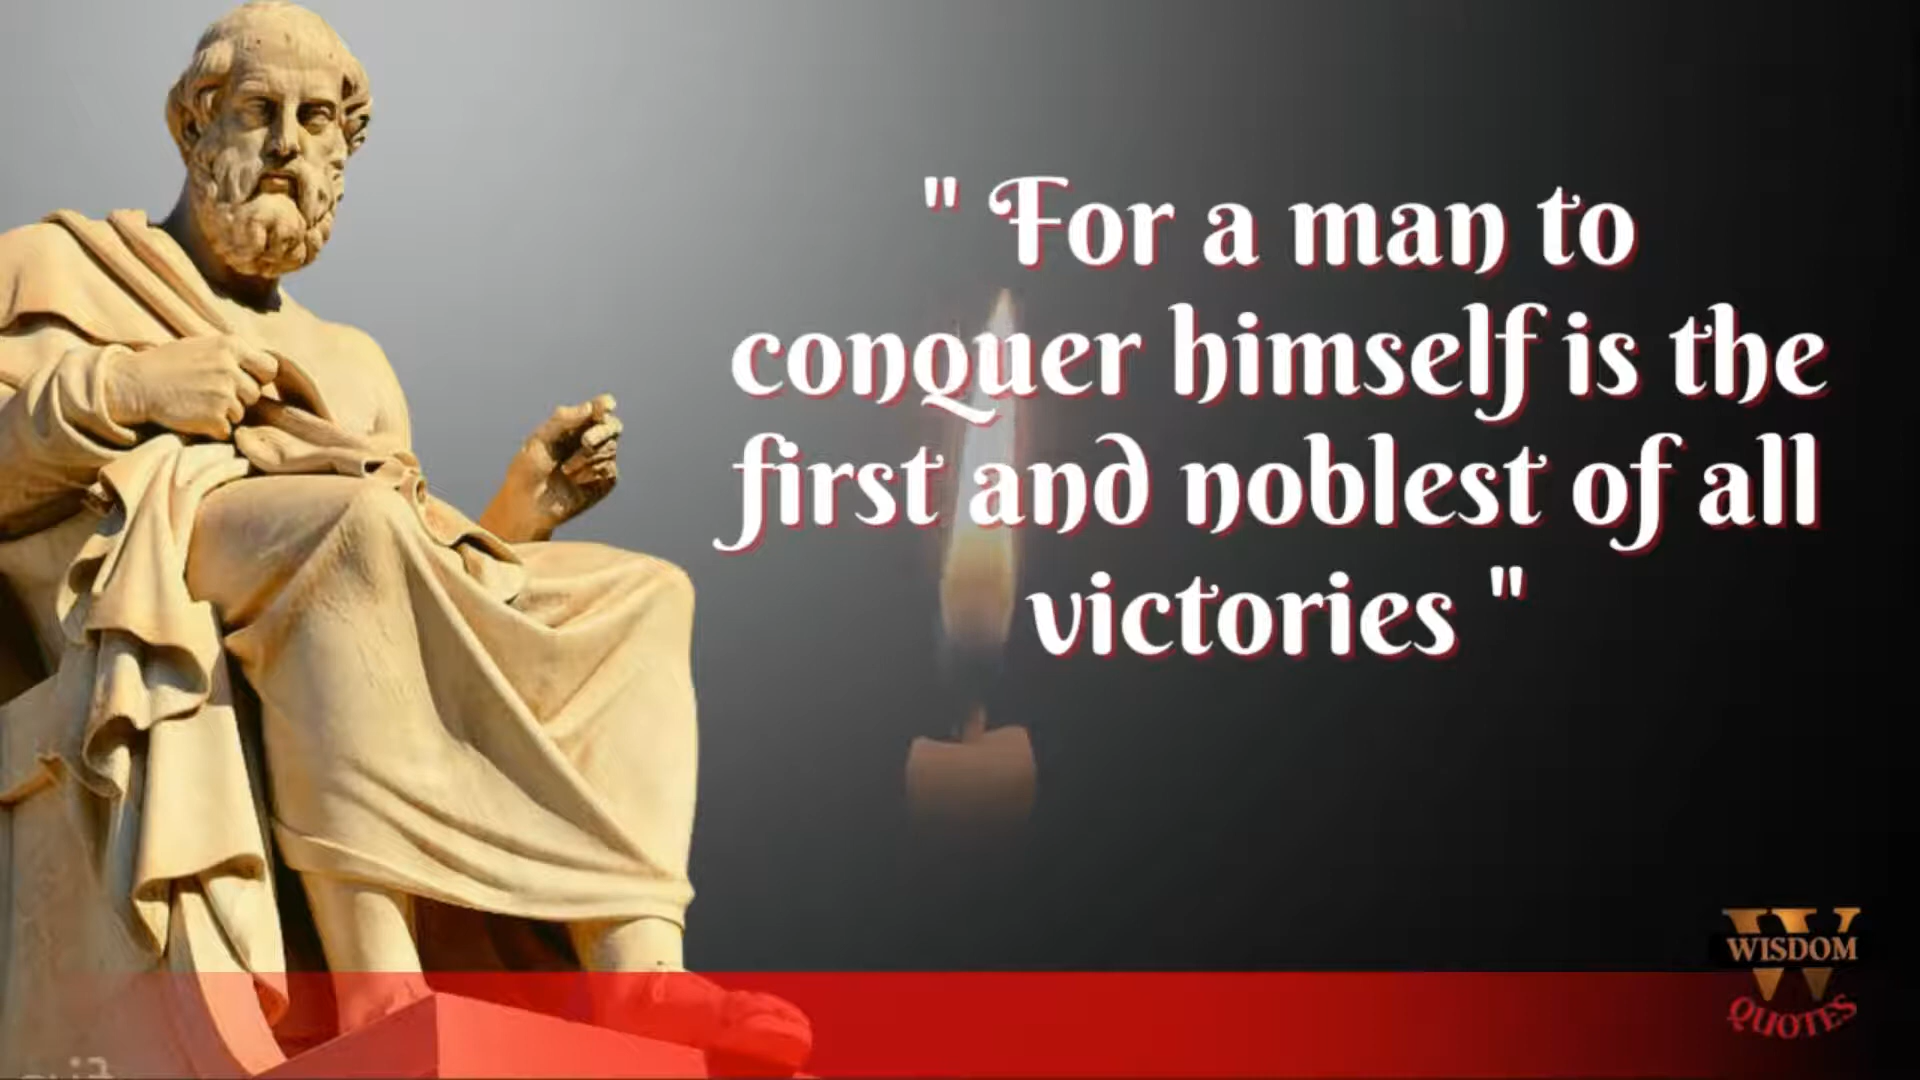 " For a man to
conquer himself is the
first and noblest of all
victories "
W
WISDOM
QUOTES